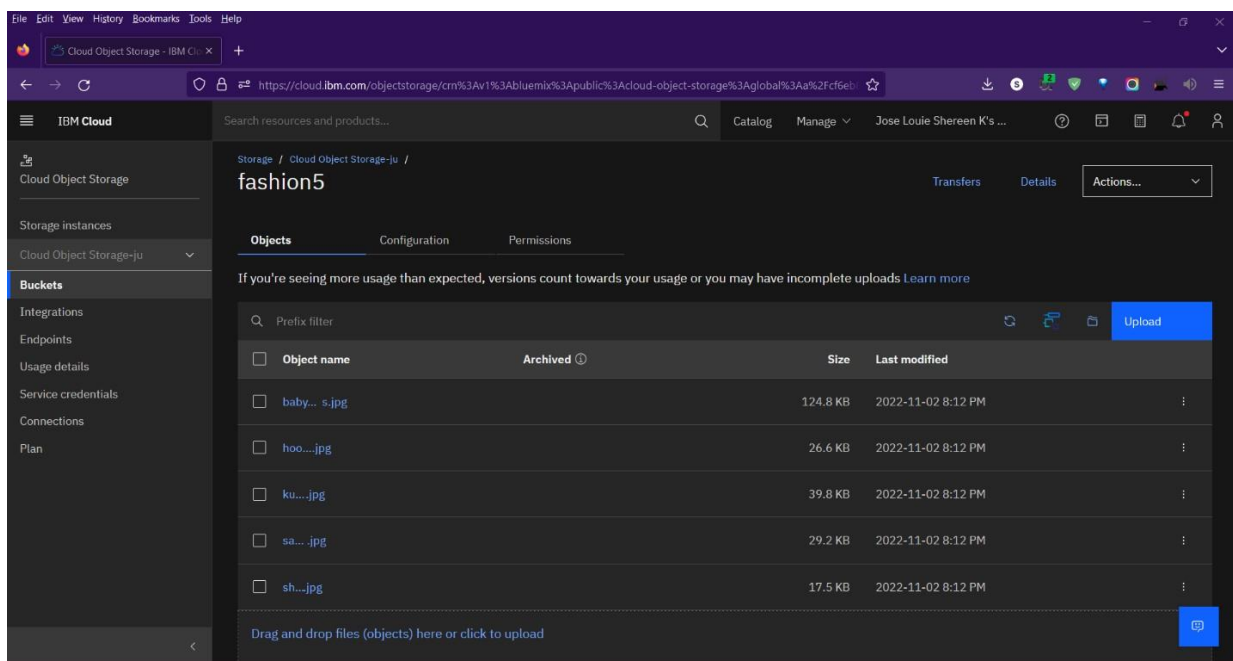 File Edit View History Bookmarks Tools Help
Cloud Object Storage - IBM Clo
https://cloud.ibm.com/objectstorage/crn%3Av1%3Abluemix%3Apublic%3Acloud-object-storage%3Aglobal%3Aa%2Fcf6eb
IBM Cloud
Search resources and products...
Catalog
Manage
Jose Louie Shereen K's ...
Cloud Object Storage
Storage instances
Cloud Object Storage-ju
Buckets
Integrations
Endpoints
Usage details
Service credentials
Connections
Plan
Storage / Cloud Object Storage-ju /
fashion5
Transfers
Details
Actions...
Objects
Configuration
Permissions
If you're seeing more usage than expected, versions count towards your usage or you may have incomplete uploads Learn more
Prefix filter
Upload
Object name Archived Size Last modified
baby... s.jpg 124.8 KB 2022-11-02 8:12 PM
hoo....jpg 26.6 KB 2022-11-02 8:12 PM
ku....jpg 39.8 KB 2022-11-02 8:12 PM
sa... .jpg 29.2 KB 2022-11-02 8:12 PM
sh...jpg 17.5 KB 2022-11-02 8:12 PM
Drag and drop files (objects) here or click to upload